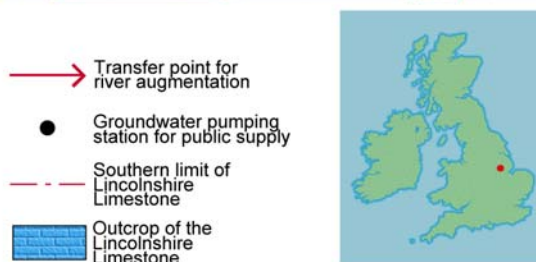 Transfer point for
river augmentation
Groundwater pumping
station for public supply
Southern limit of
Lincolnshire
Limestone
Outcrop of the
Lincolnshire
Limestone